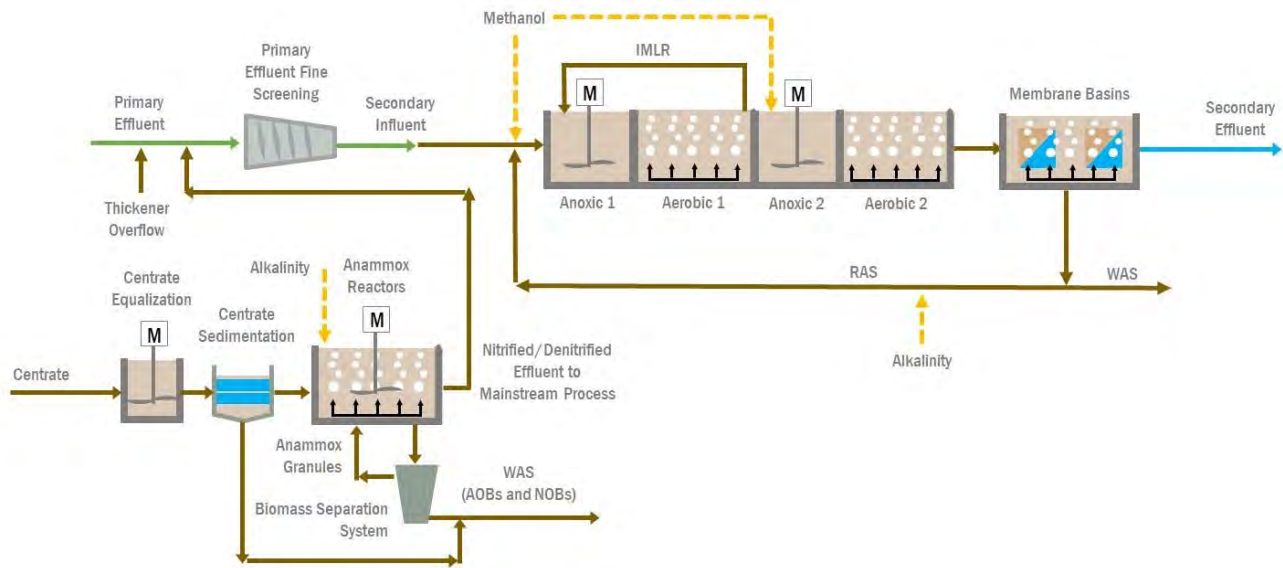 Methanol
IMLR
Primary
Effluent Fine
Screening
Primary
Effluent
Secondary
Influent
M
M
Membrane Basins
Secondary
Effluent
Anoxic 1
Aerobic 1
Anoxic 2
Aerobic 2
Thickener
Overflow
RAS
WAS
Alkalinity
Centrate
Equalization
Centrate
Sedimentation
Alkalinity
Anammox
Reactors
M
M
Centrate
Nitrified/Denitrified
Effluent to
Mainstream Process
Anammox
Granules
WAS
(AOBs and NOBs)
Biomass Separation
System